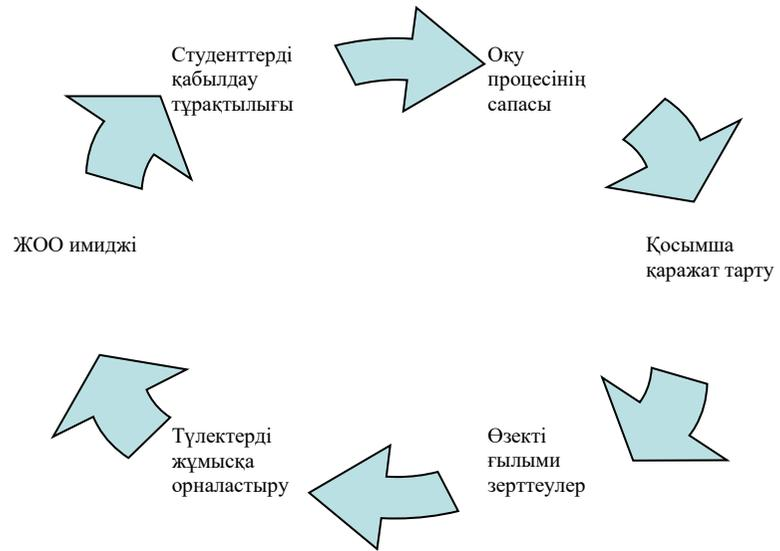 Студенттерді
қабылдау
тұрақтылығы
Оқу
процесінің
сапасы
ЖОО имиджі
Қосымша
қаражат тарту
Түлектерді
жұмысқа
орналастыру
Өзекті
ғылыми
зерттеулер